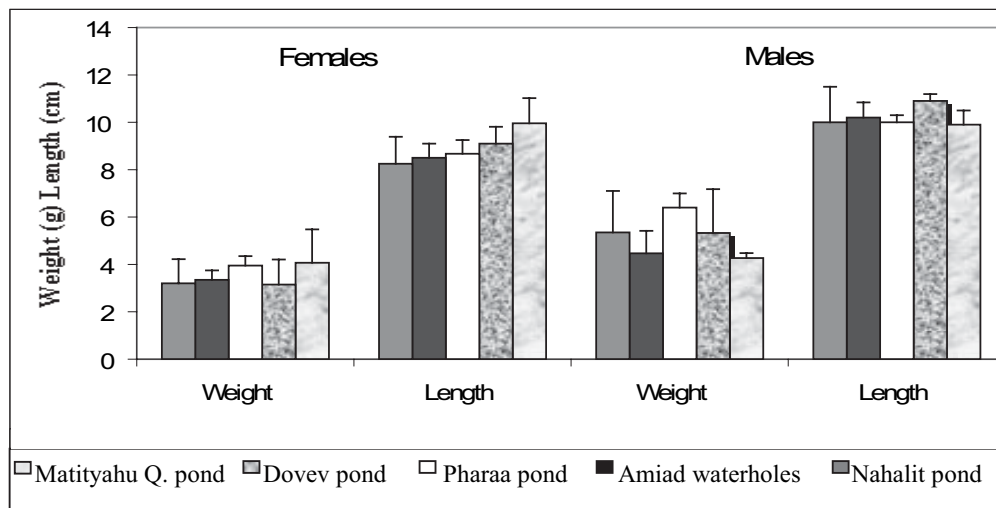 14
12
10
8
6
4
2
0
Weight (g) Length (cm)
Females
Males
Weight
Length
Weight
Length
Matityahu Q. pond
Dovev pond
Pharaa pond
Amiad waterholes
Nahalit pond